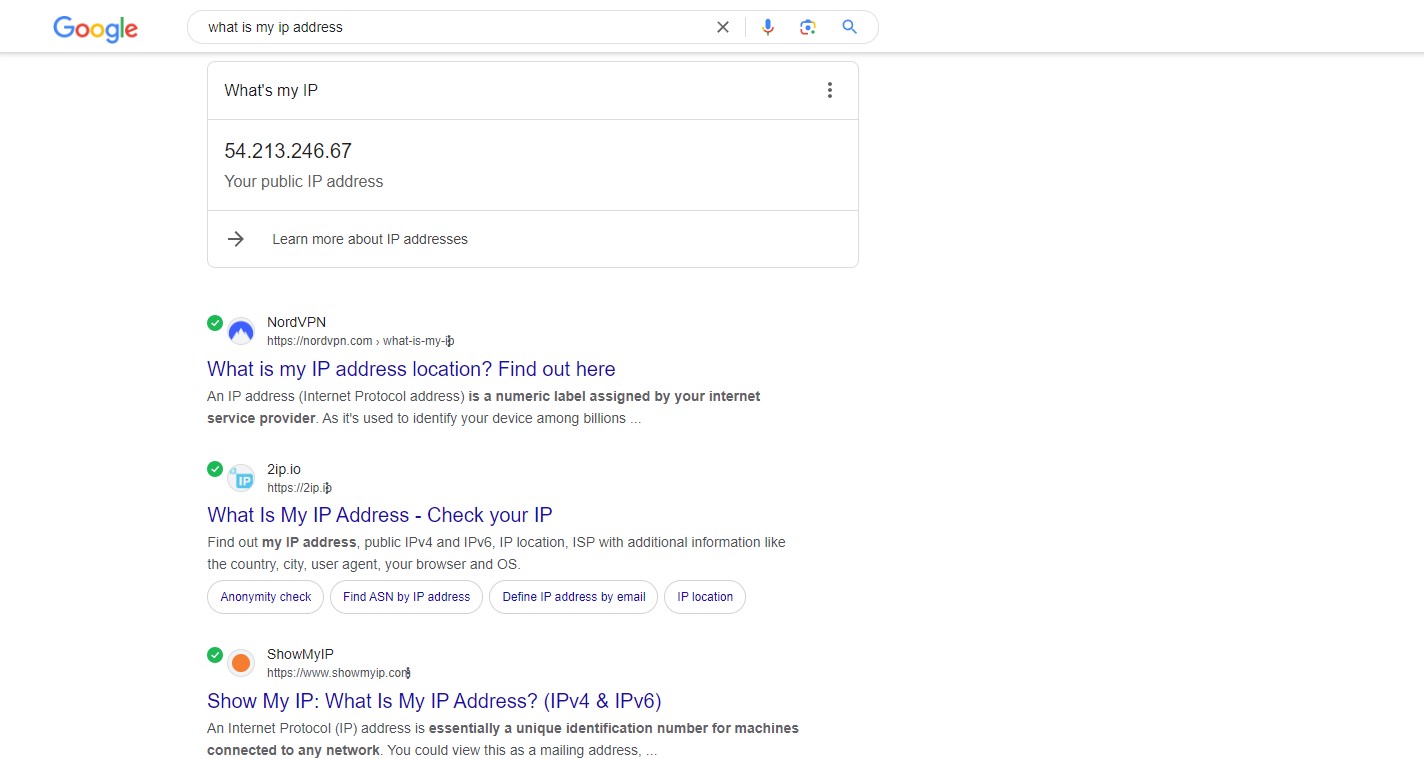 Google
what is my ip address
What's my IP
54.213.246.67
Your public IP address
Learn more about IP addresses
NordVPN
https://nordvpn.com › what-is-my-ip
What is my IP address location? Find out here
An IP address (Internet Protocol address) is a numeric label assigned by your internet
service provider. As it's used to identify your device among billions ...
IP
2ip.io
https://2ip.io
What Is My IP Address - Check your IP
Find out my IP address, public IPv4 and IPv6, IP location, ISP with additional information like
the country, city, user agent, your browser and OS.
Anonymity check Find ASN by IP address Define IP address by email IP location
ShowMyIP
https://www.showmyip.com
Show My IP: What Is My IP Address? (IPv4 & IPv6)
An Internet Protocol (IP) address is essentially a unique identification number for machines
connected to any network. You could view this as a mailing address, ...